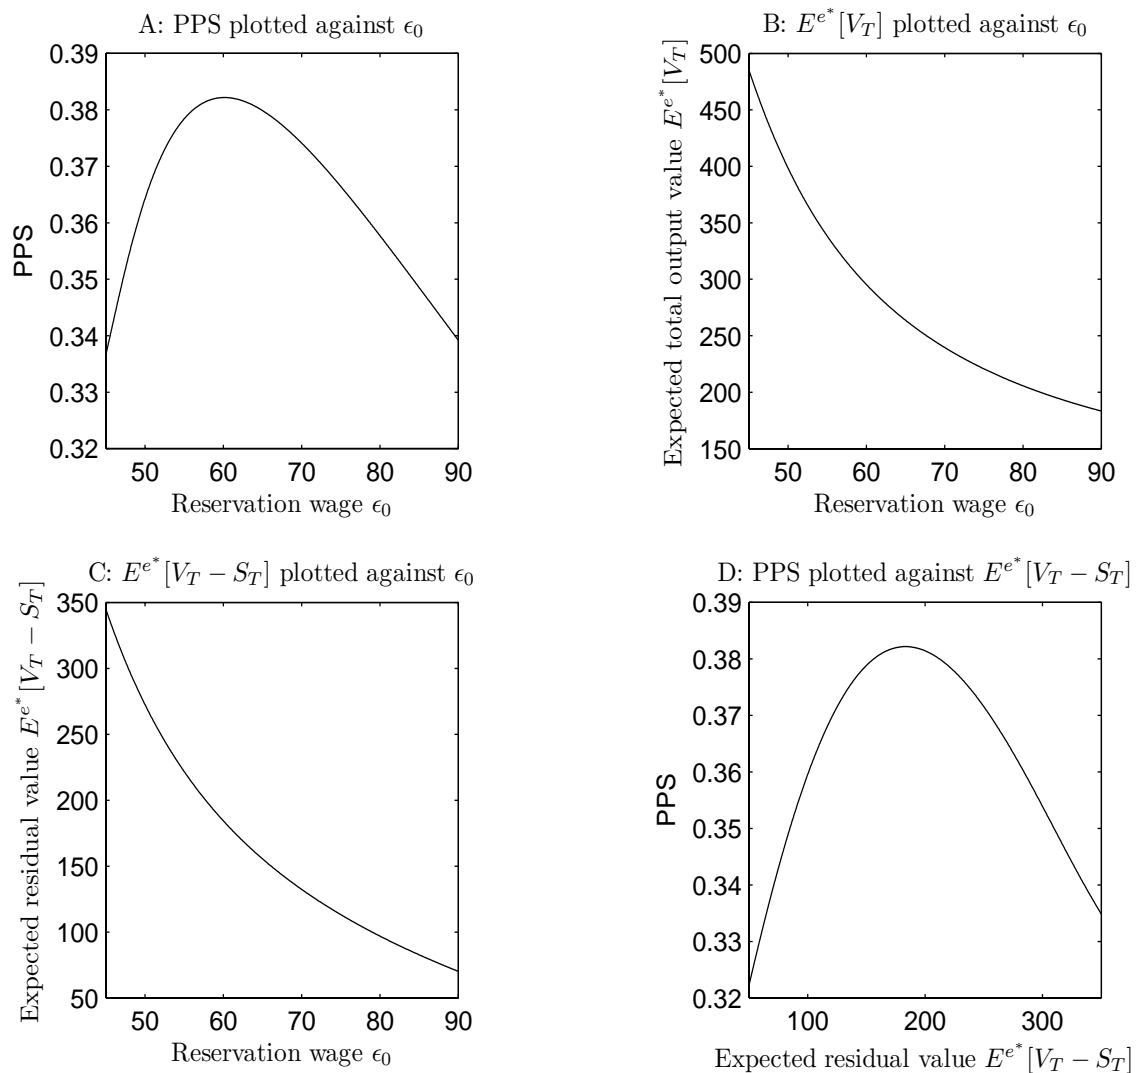 A: PPS plotted against ϵ₀
0.39
0.38
0.37
0.36
0.35
0.34
0.33
0.32
PPS
50 60 70 80 90
Reservation wage ϵ₀
B: E^{e*}[V_T] plotted against ϵ₀
500
450
400
350
300
250
200
150
Expected total output value E^{e*}[V_T]
50 60 70 80 90
Reservation wage ϵ₀
C: E^{e*}[V_T − S_T] plotted against ϵ₀
350
300
250
200
150
100
50
Expected residual value E^{e*}[V_T − S_T]
50 60 70 80 90
Reservation wage ϵ₀
D: PPS plotted against E^{e*}[V_T − S_T]
0.39
0.38
0.37
0.36
0.35
0.34
0.33
0.32
PPS
100 200 300
Expected residual value E^{e*}[V_T − S_T]